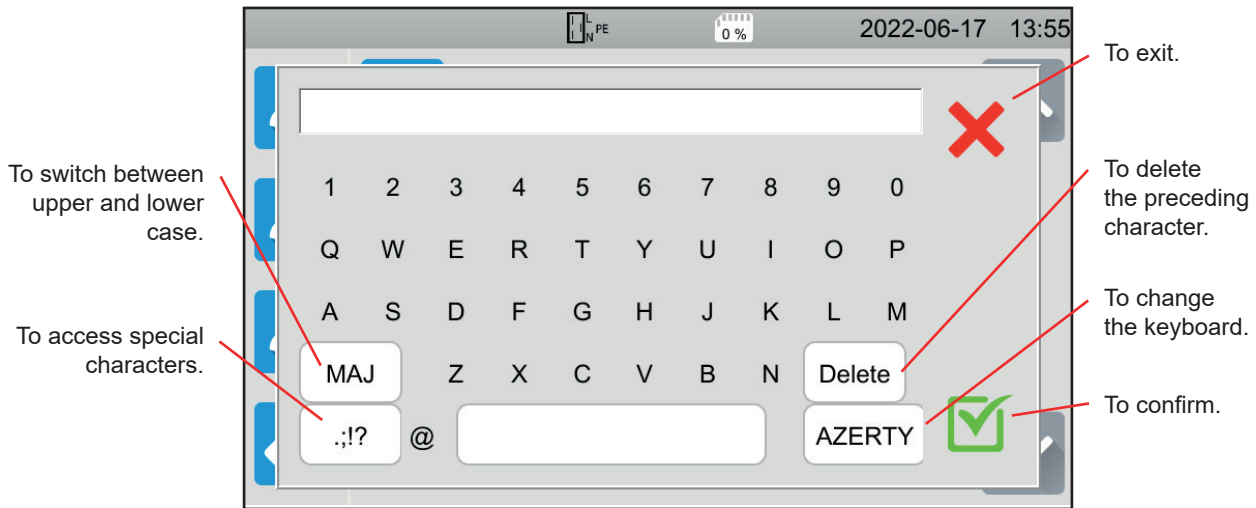 L
N PE
0 %
2022-06-17 13:55
To exit.
To switch between
upper and lower
case.
To delete
the preceding
character.
1 2 3 4 5 6 7 8 9 0
Q W E R T Y U I O P
A S D F G H J K L M
To change
the keyboard.
To access special
characters.
MAJ Z X C V B N Delete
.;!? @ AZERTY
To confirm.